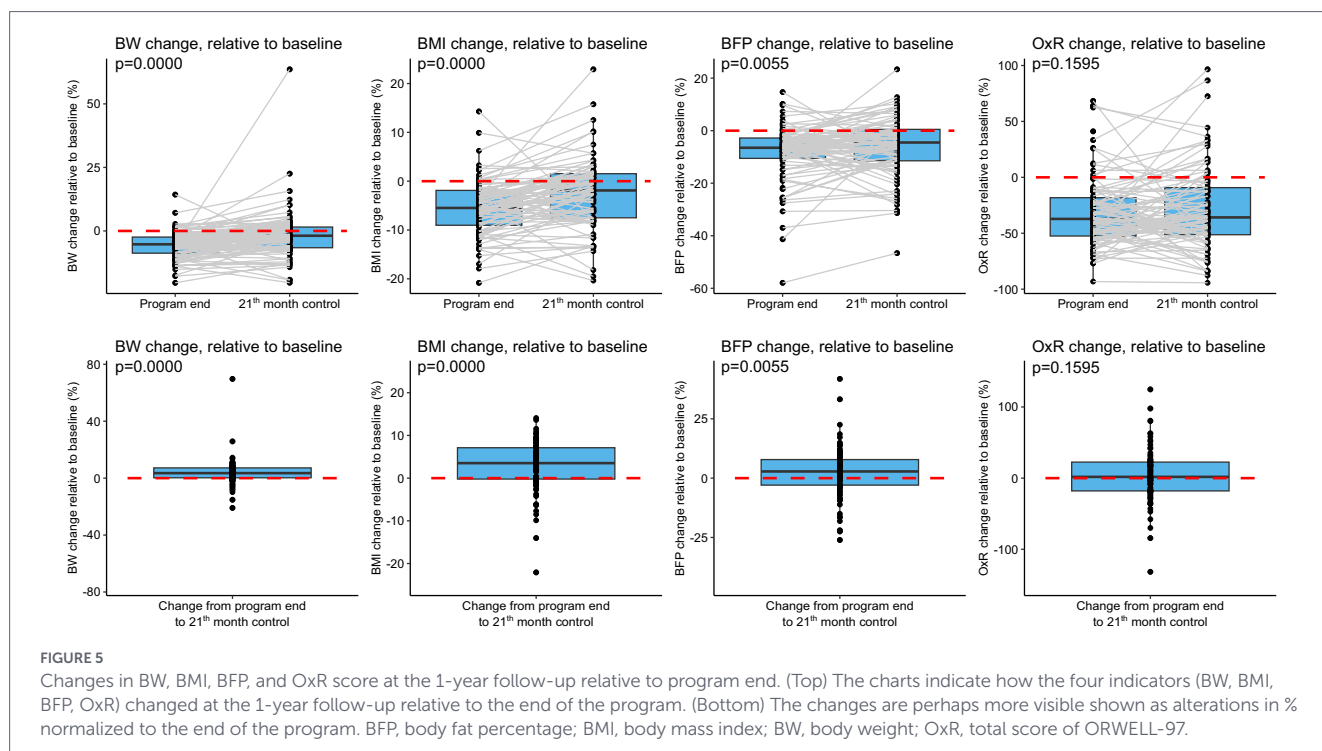 BW change, relative to baseline
p=0.0000
BW change relative to baseline (%)
50
25
0
Program end
21th month control
BMI change, relative to baseline
p=0.0000
BMI change relative to baseline (%)
20
10
0
-10
-20
Program end
21th month control
BFP change, relative to baseline
p=0.0055
BFP change relative to baseline (%)
20
0
-20
-40
-60
Program end
21th month control
OxR change, relative to baseline
p=0.1595
OxR change relative to baseline (%)
100
50
0
-50
-100
Program end
21th month control
BW change, relative to baseline
p=0.0000
BW change relative to baseline (%)
80
40
0
-40
-80
Change from program end
to 21th month control
BMI change, relative to baseline
p=0.0000
BMI change relative to baseline (%)
20
10
0
-10
-20
Change from program end
to 21th month control
BFP change, relative to baseline
p=0.0055
BFP change relative to baseline (%)
25
0
-25
Change from program end
to 21th month control
OxR change, relative to baseline
p=0.1595
OxR change relative to baseline (%)
100
0
-100
Change from program end
to 21th month control
FIGURE 5
Changes in BW, BMI, BFP, and OxR score at the 1-year follow-up relative to program end. (Top) The charts indicate how the four indicators (BW, BMI,
BFP, OxR) changed at the 1-year follow-up relative to the end of the program. (Bottom) The changes are perhaps more visible shown as alterations in %
normalized to the end of the program. BFP, body fat percentage; BMI, body mass index; BW, body weight; OxR, total score of ORWELL-97.